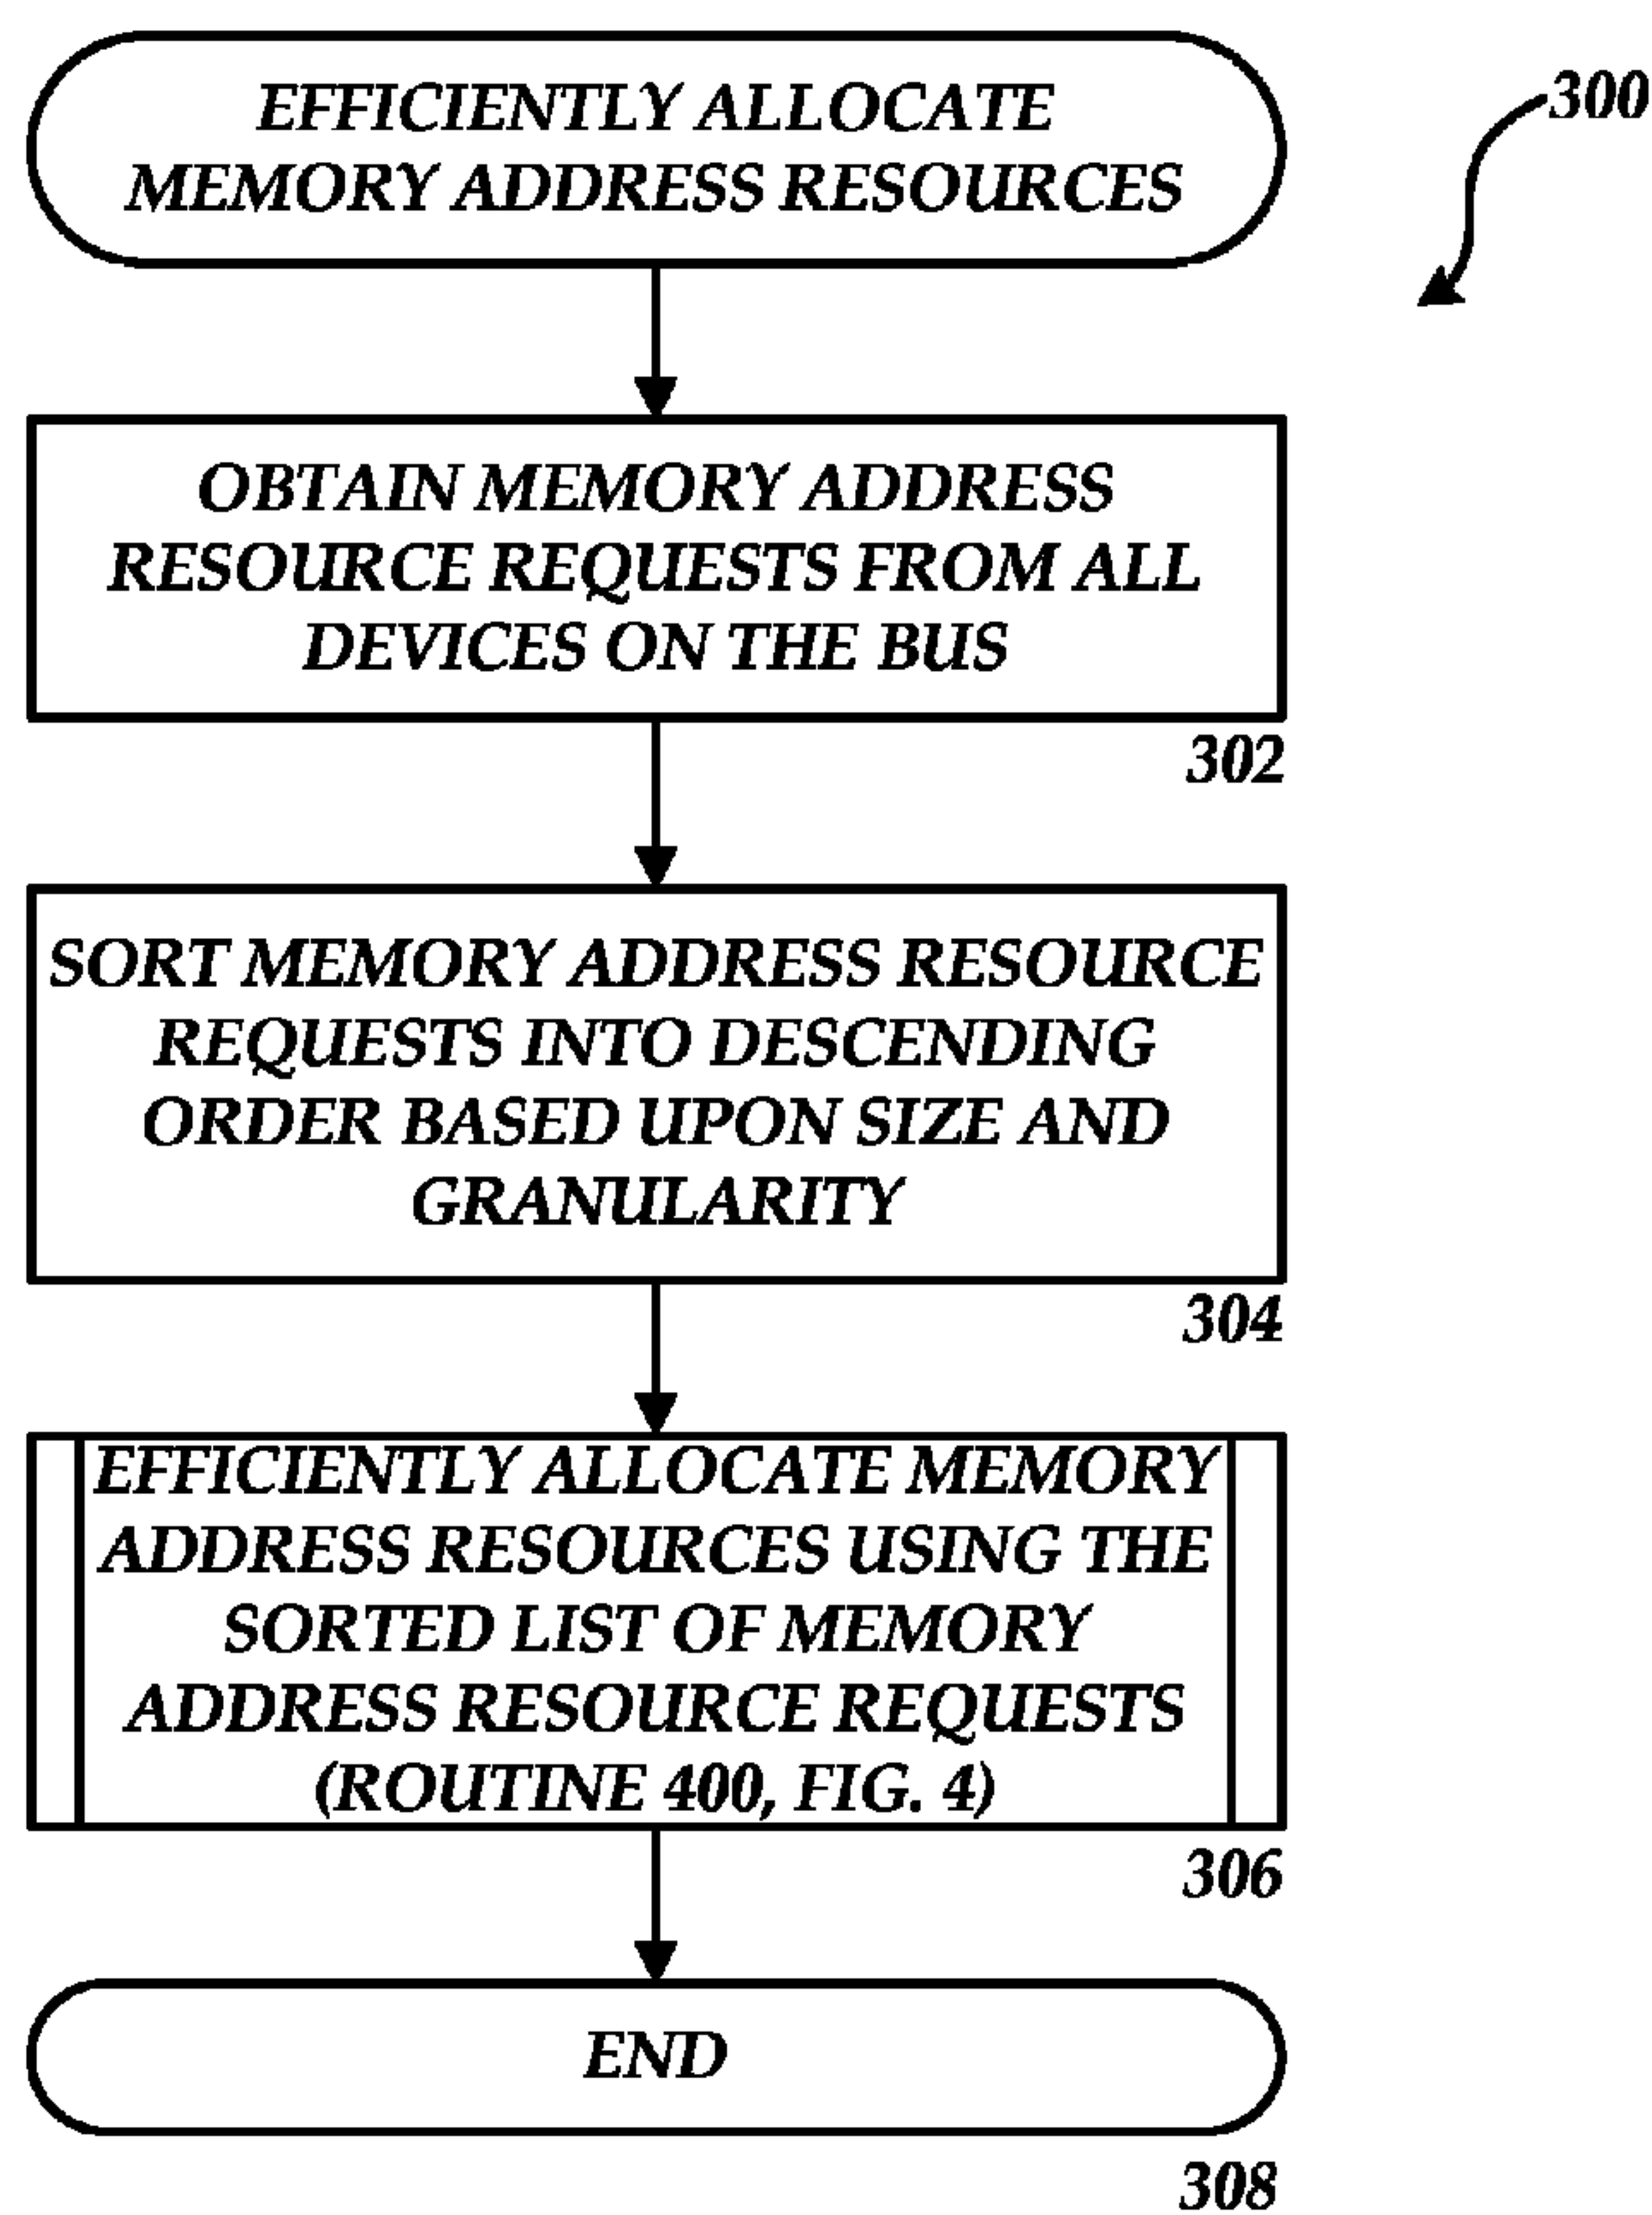 EFFICIENTLY ALLOCATE
MEMORY ADDRESS RESOURCES
300
OBTAIN MEMORY ADDRESS
RESOURCE REQUESTS FROM ALL
DEVICES ON THE BUS
302
SORT MEMORY ADDRESS RESOURCE
REQUESTS INTO DESCENDING
ORDER BASED UPON SIZE AND
GRANULARITY
304
EFFICIENTLY ALLOCATE MEMORY
ADDRESS RESOURCES USING THE
SORTED LIST OF MEMORY
ADDRESS RESOURCE REQUESTS
(ROUTINE 400, FIG. 4)
306
END
308